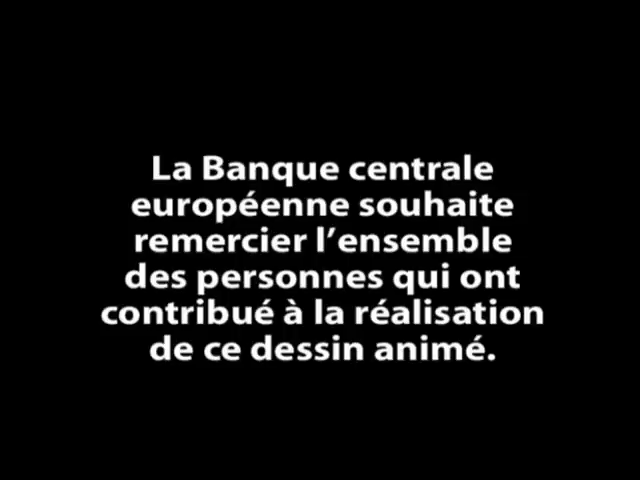 La Banque centrale
européenne souhaite
remercier l’ensemble
des personnes qui ont
contribué à la réalisation
de ce dessin animé.